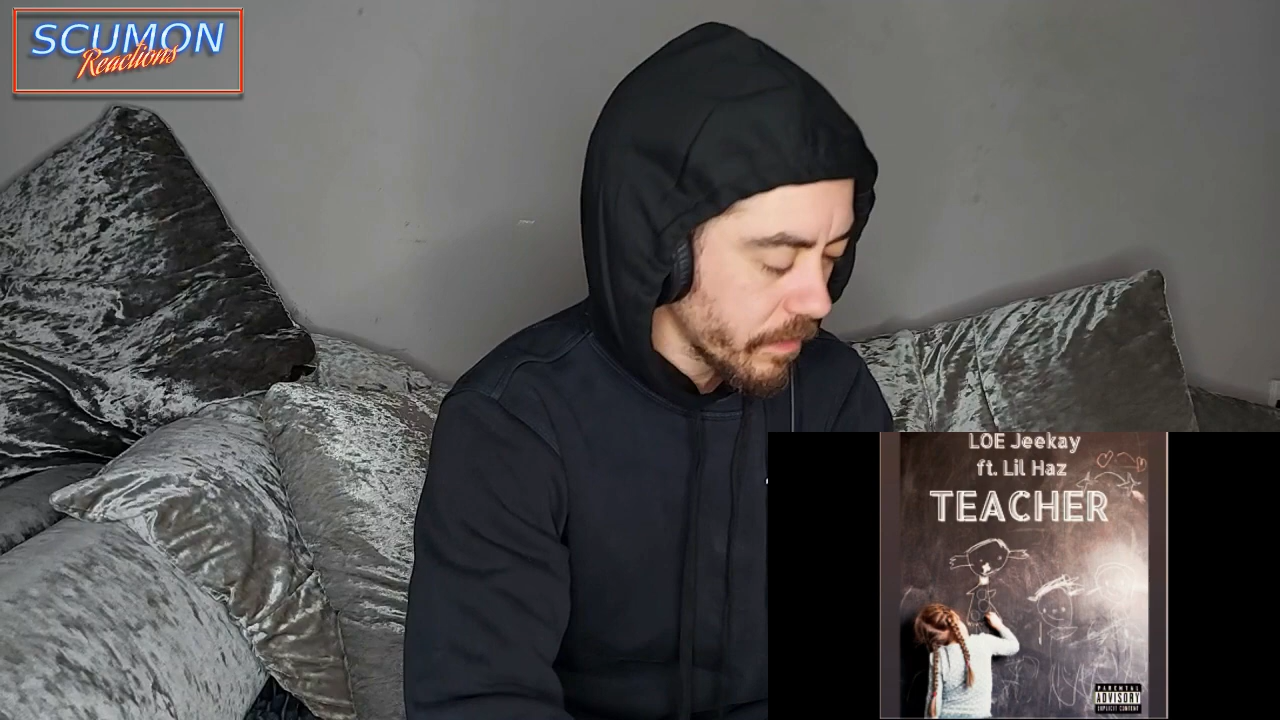 SCUMON
Reactions
LOE Jeekay
ft. Lil Haz
TEACHER
PARENTAL
ADVISORY
EXPLICIT CONTENT